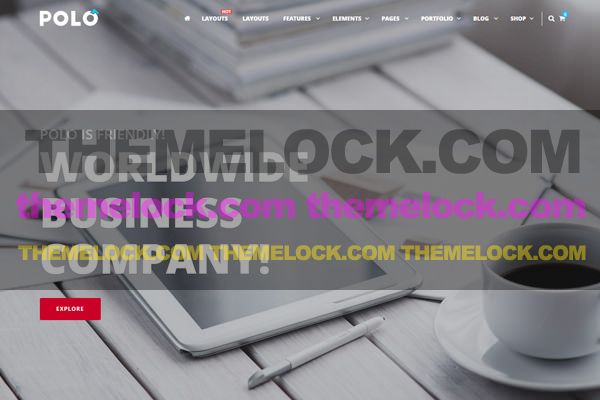 POLO
HOT
LAYOUTS LAYOUTS FEATURES ELEMENTS PAGES PORTFOLIO BLOG SHOP
POLO IS FRIENDLY!
THEMELOCK.COM
WORLDWIDE
themelock.com themelock.com
BUSINESS
THEMELOCK.COM THEMELOCK.COM THEMELOCK.COM
COMPANY!
EXPLORE